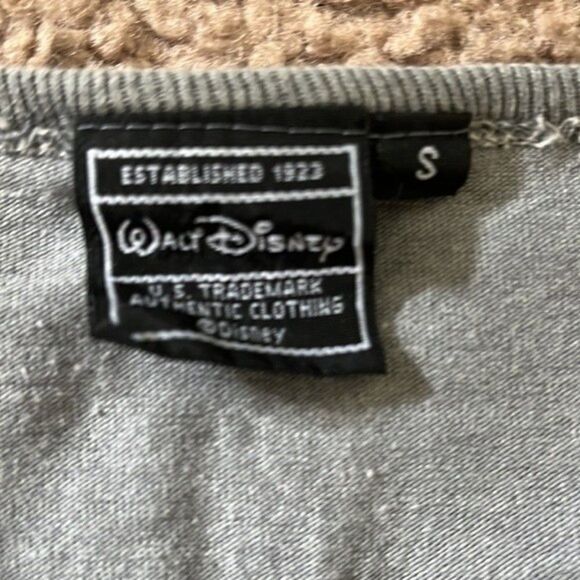 ESTABLISHED 1923
WALT DISNEY
U.S. TRADEMARK
AUTHENTIC CLOTHING
©DISNEY
S